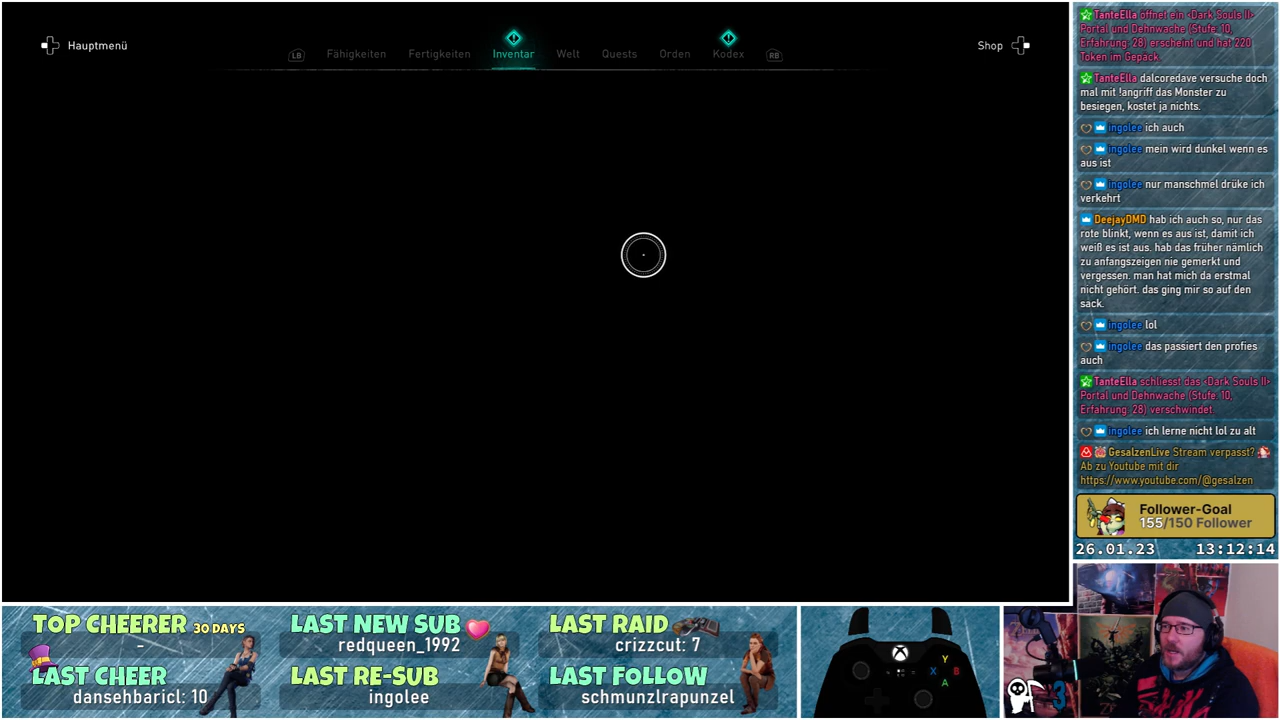 Hauptmenü
LB Fähigkeiten Fertigkeiten Inventar Welt Quests Orden Kodex RB
Shop
TanteElla öffnet ein <Dark Souls II>
Portal und Dehnwache (Stufe: 10,
Erfahrung: 28) erscheint und hat 220
Token im Gepäck.
TanteElla dalcoredave versuche doch
mal mit !angriff das Monster zu
besiegen, kostet ja nichts.
ingolee ich auch
ingolee mein wird dunkel wenn es
aus ist
ingolee nur manschmel drüke ich
verkehrt
DeejayDMD hab ich auch so, nur das
rote blinkt, wenn es aus ist, damit ich
weiß es ist aus. hab das früher nämlich
zu anfangszeigen nie gemerkt und
vergessen. man hat mich da erstmal
nicht gehört. das ging mir so auf den
sack.
ingolee lol
ingolee das passiert den profies
auch
TanteElla schliesst das <Dark Souls II>
Portal und Dehnwache (Stufe: 10,
Erfahrung: 28) verschwindet.
ingolee ich lerne nicht lol zu alt
GesalzenLive Stream verpasst?
Ab zu Youtube mit dir
https://www.youtube.com/@gesalzen
Follower-Goal
155/150 Follower
26.01.23 13:12:14
TOP CHEERER 30 DAYS
-
LAST CHEER
dansehbaricl: 10
LAST NEW SUB
redqueen_1992
LAST RE-SUB
ingolee
LAST RAID
crizzcut: 7
LAST FOLLOW
schmunzlrapunzel
Y
X B
A
3